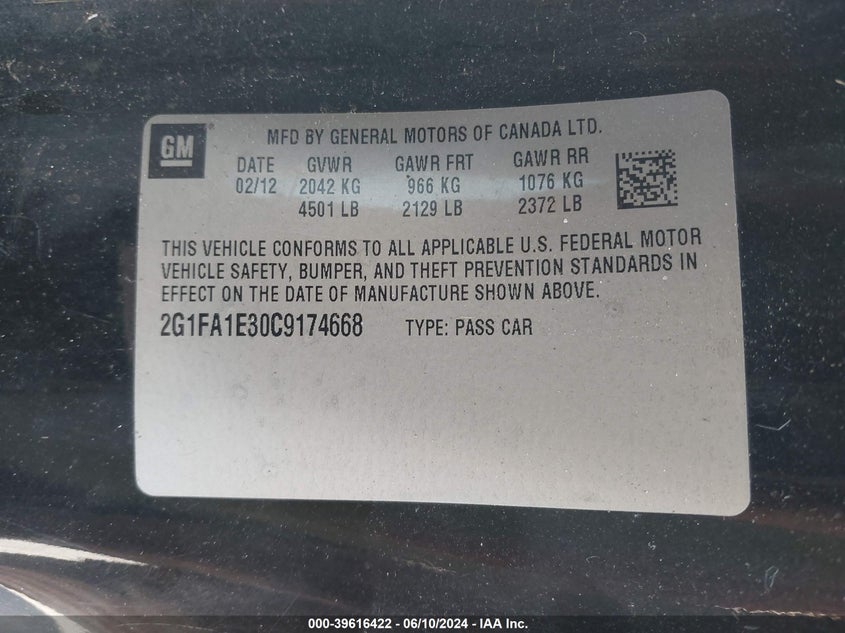 GM
MFD BY GENERAL MOTORS OF CANADA LTD.
DATE GVWR GAWR FRT GAWR RR
02/12 2042 KG 966 KG 1076 KG
4501 LB 2129 LB 2372 LB
THIS VEHICLE CONFORMS TO ALL APPLICABLE U.S. FEDERAL MOTOR
VEHICLE SAFETY, BUMPER, AND THEFT PREVENTION STANDARDS IN
EFFECT ON THE DATE OF MANUFACTURE SHOWN ABOVE.
2G1FA1E30C9174668 TYPE: PASS CAR
000-39616422 - 06/10/2024 - IAA Inc.